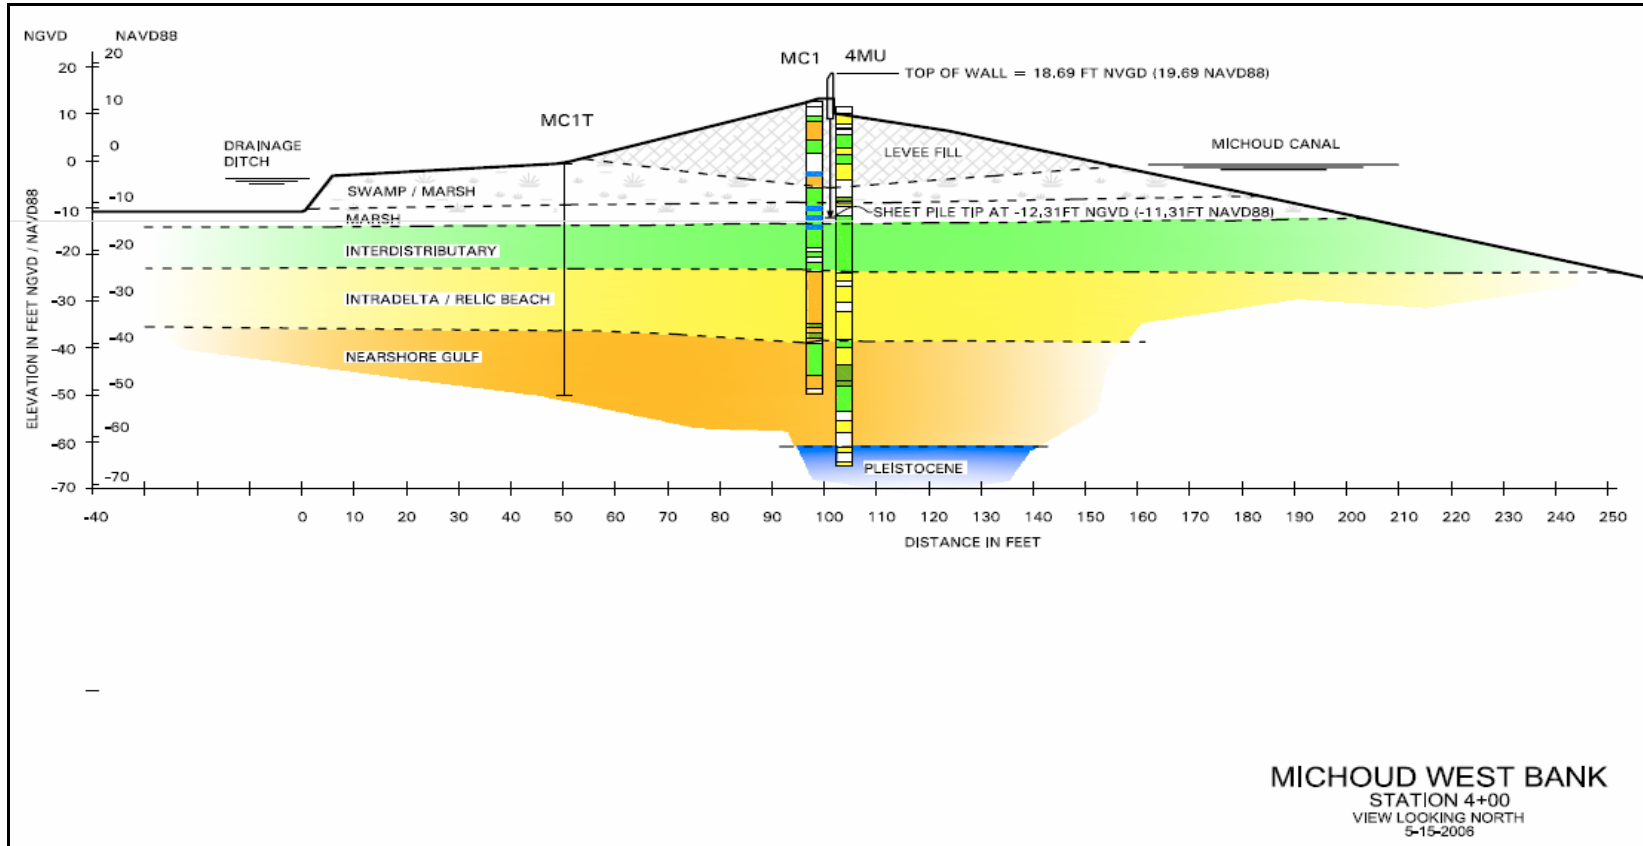 NGVD NAVD88
20 20
10 10
0 0
-10 -10
-20 -20
-30 -30
-40 -40
-50 -50
-60 -60
-70 -70
ELEVATION IN FEET NGVD / NAVD88
MC1 4MU
TOP OF WALL = 18.69 FT NVGD (19.69 NAVD88)
MC1T
DRAINAGE
DITCH
MICHOUD CANAL
LEVEE FILL
SWAMP / MARSH
MARSH
SHEET PILE TIP AT -12,31FT NGVD (-11,31FT NAVD88)
INTERDISTRIBUTARY
INTRADELTA / RELIC BEACH
NEARSHORE GULF
PLEISTOCENE
-40 0 10 20 30 40 50 60 70 80 90 100 110 120 130 140 150 160 170 180 190 200 210 220 230 240 250
DISTANCE IN FEET
MICHOUD WEST BANK
STATION 4+00
VIEW LOOKING NORTH
5-15-2006